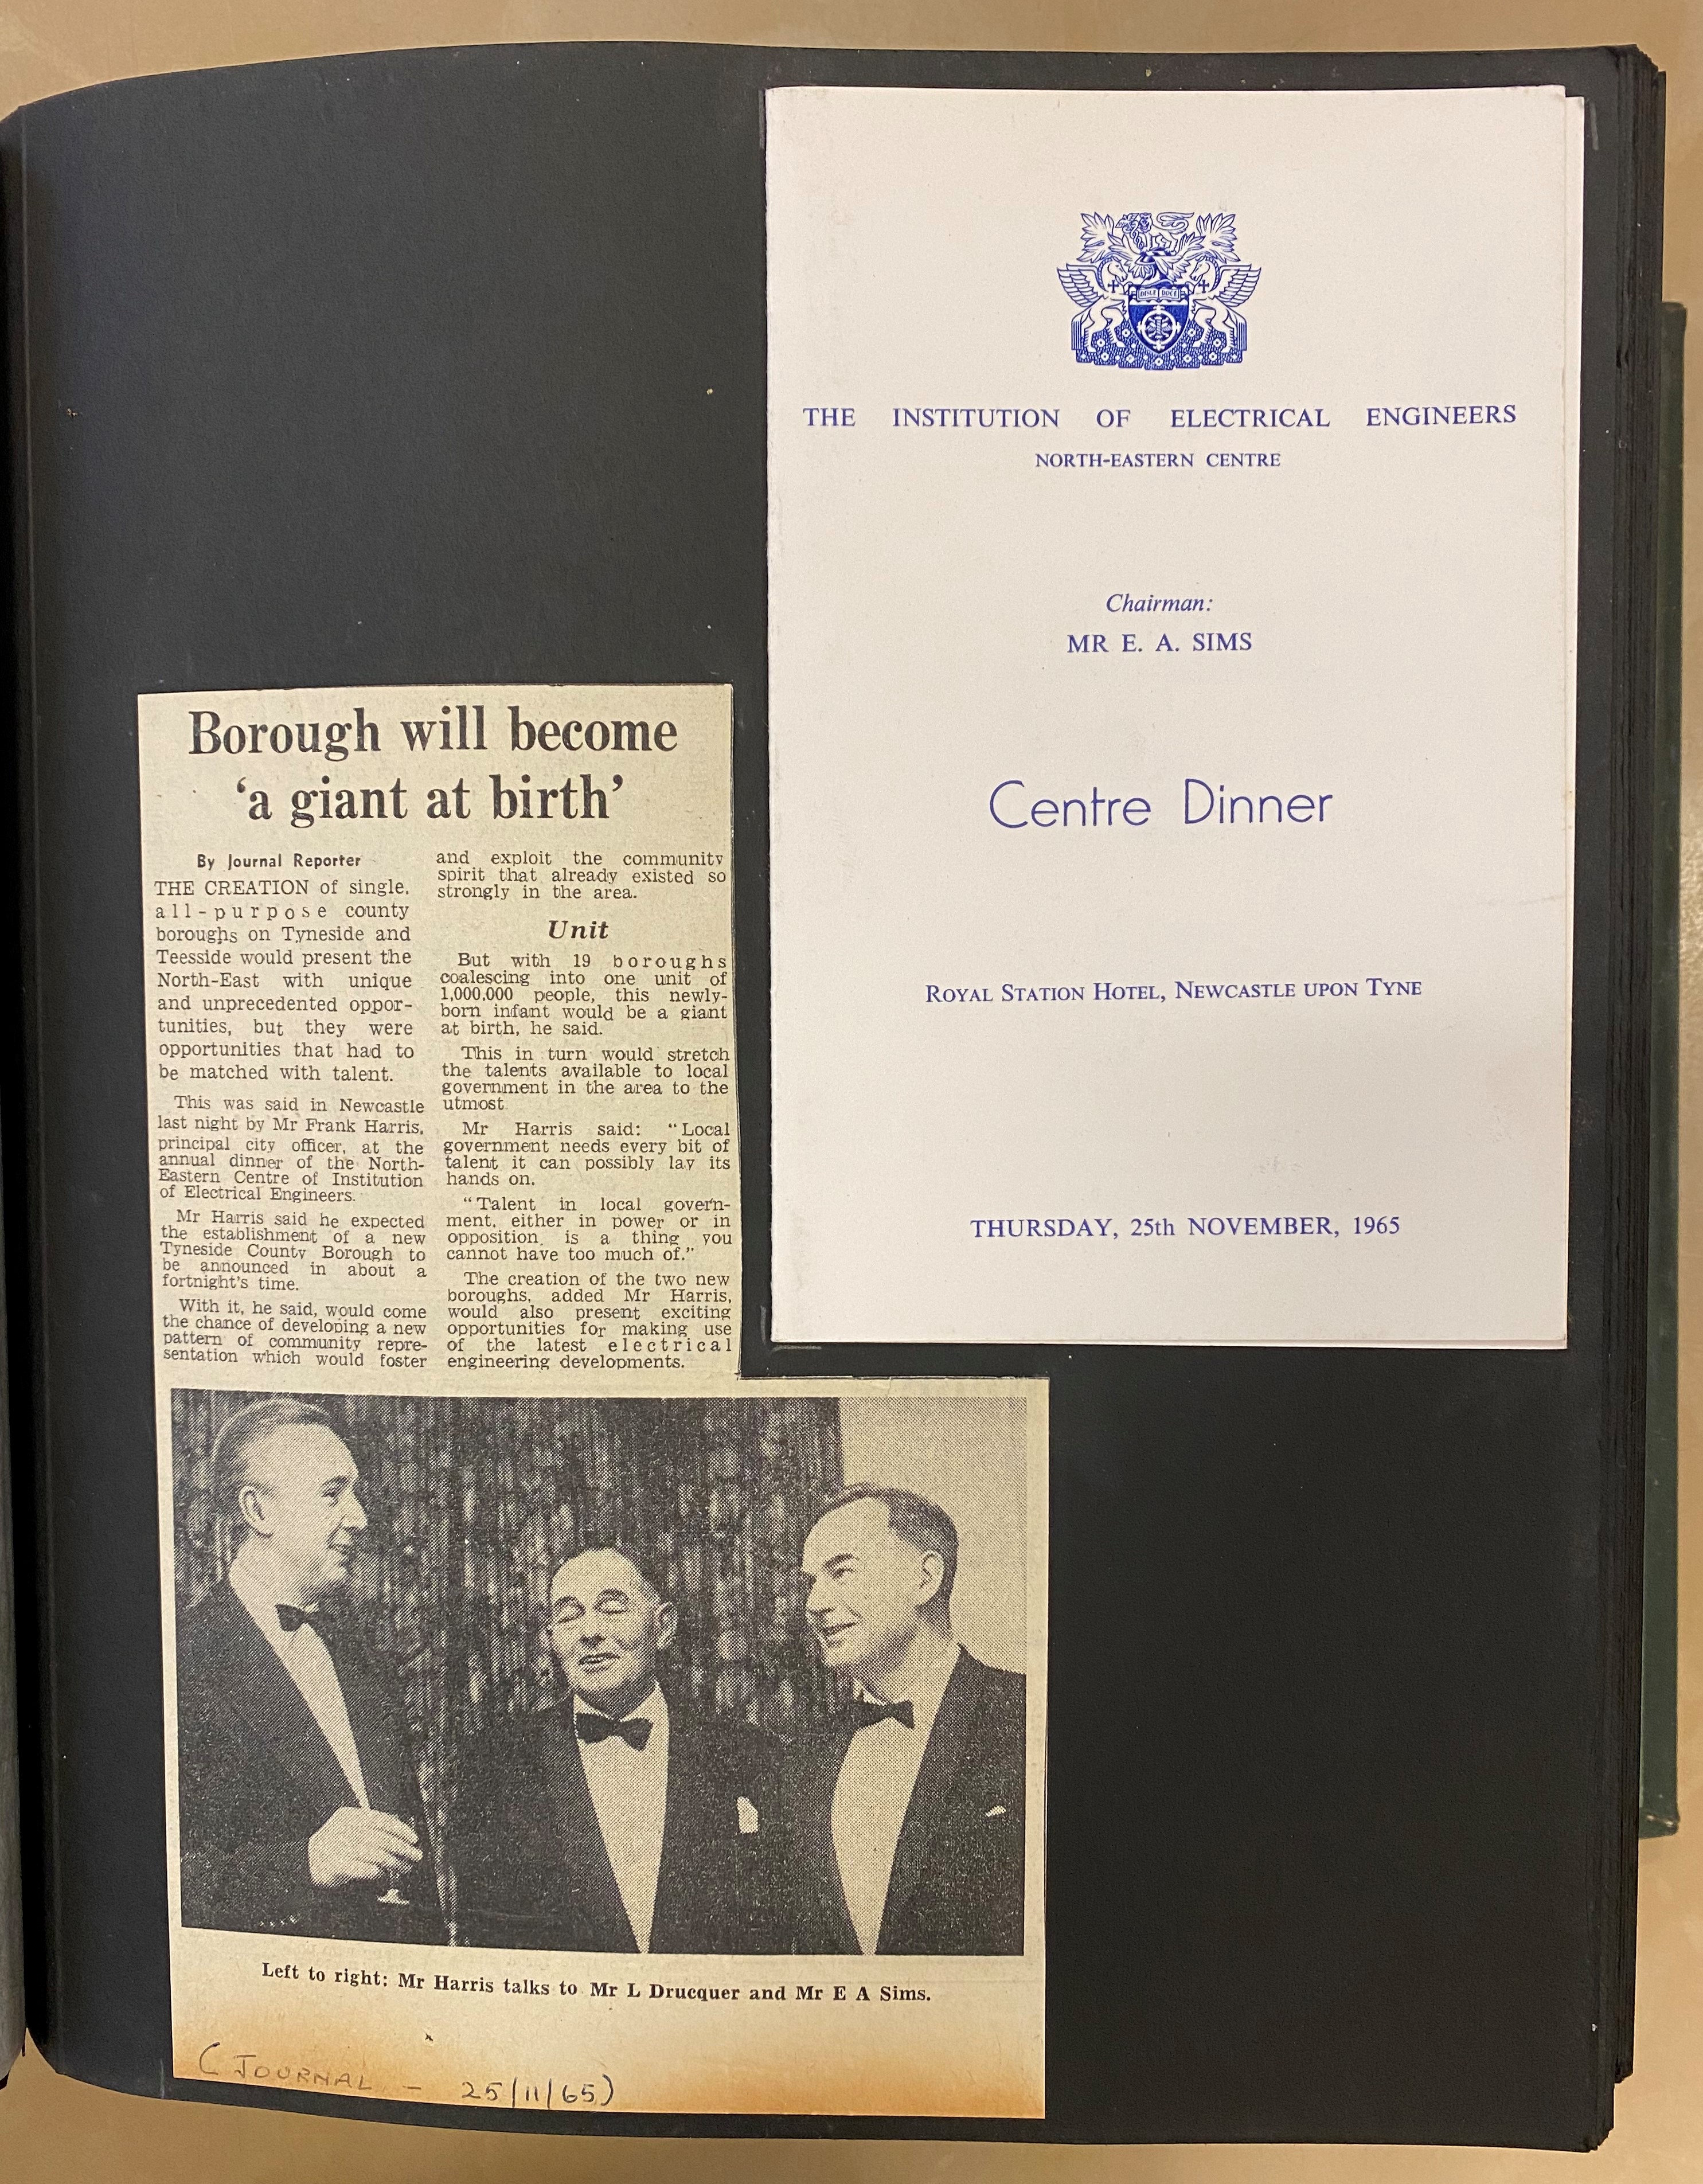 Borough will become
‘a giant at birth’
By Journal Reporter
THE CREATION of single,
all-purpose county
boroughs on Tyneside and
Teesside would present the
North-East with unique
and unprecedented oppor-
tunities, but they were
opportunities that had to
be matched with talent.
This was said in Newcastle
last night by Mr Frank Harris,
principal city officer, at the
annual dinner of the North-
Eastern Centre of Institution
of Electrical Engineers.
Mr Harris said he expected
the establishment of a new
Tyneside County Borough to
be announced in about a
fortnight's time.
With it, he said, would come
the chance of developing a new
pattern of community repre-
sentation which would foster
and exploit the community
spirit that already existed so
strongly in the area.
Unit
But with 19 boroughs
coalescing into one unit of
1,000,000 people, this newly-
born infant would be a giant
at birth, he said.
This in turn would stretch
the talents available to local
government in the area to the
utmost.
Mr Harris said: “Local
government needs every bit of
talent it can possibly lay its
hands on.
“Talent in local govern-
ment, either in power or in
opposition, is a thing you
cannot have too much of.”
The creation of the two new
boroughs, added Mr Harris,
would also present exciting
opportunities for making use
of the latest electrical
engineering developments.
Left to right: Mr Harris talks to Mr L Drucquer and Mr E A Sims.
(JOURNAL - 25/11/65)
DISCE DOCE
THE INSTITUTION OF ELECTRICAL ENGINEERS
NORTH-EASTERN CENTRE
Chairman:
MR E. A. SIMS
Centre Dinner
ROYAL STATION HOTEL, NEWCASTLE UPON TYNE
THURSDAY, 25th NOVEMBER, 1965